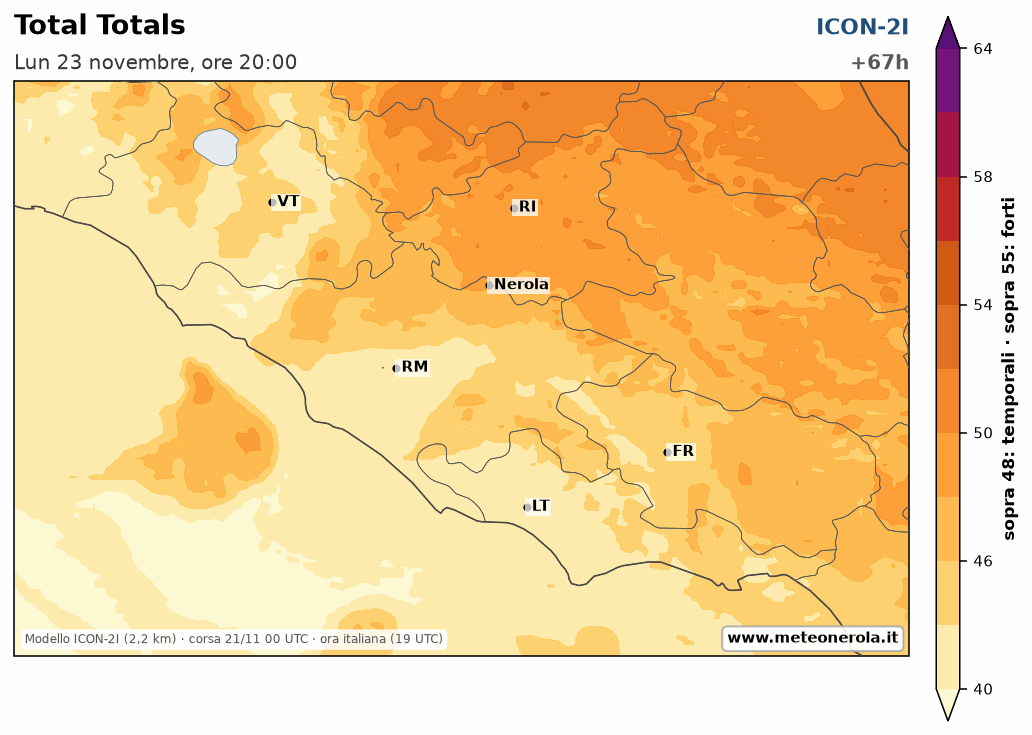 Total Totals
ICON-2I
Lun 23 novembre, ore 20:00
+67h
64
58
54
50
46
40
sopra 48: temporali · sopra 55: forti
VT
RI
Nerola
RM
FR
LT
Modello ICON-2I (2,2 km) · corsa 21/11 00 UTC · ora italiana (19 UTC)
www.meteonerola.it